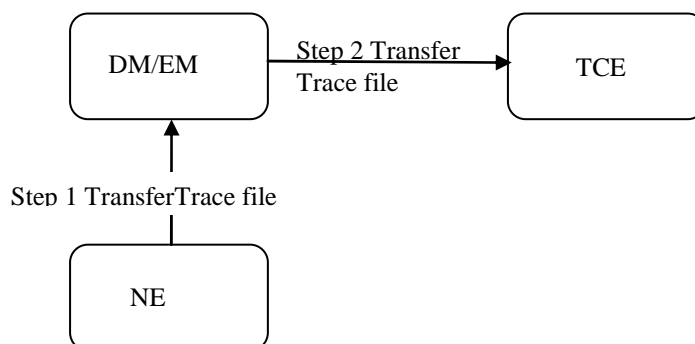 DM/EM
Step 2 Transfer
Trace file
TCE
Step 1 TransferTrace file
NE